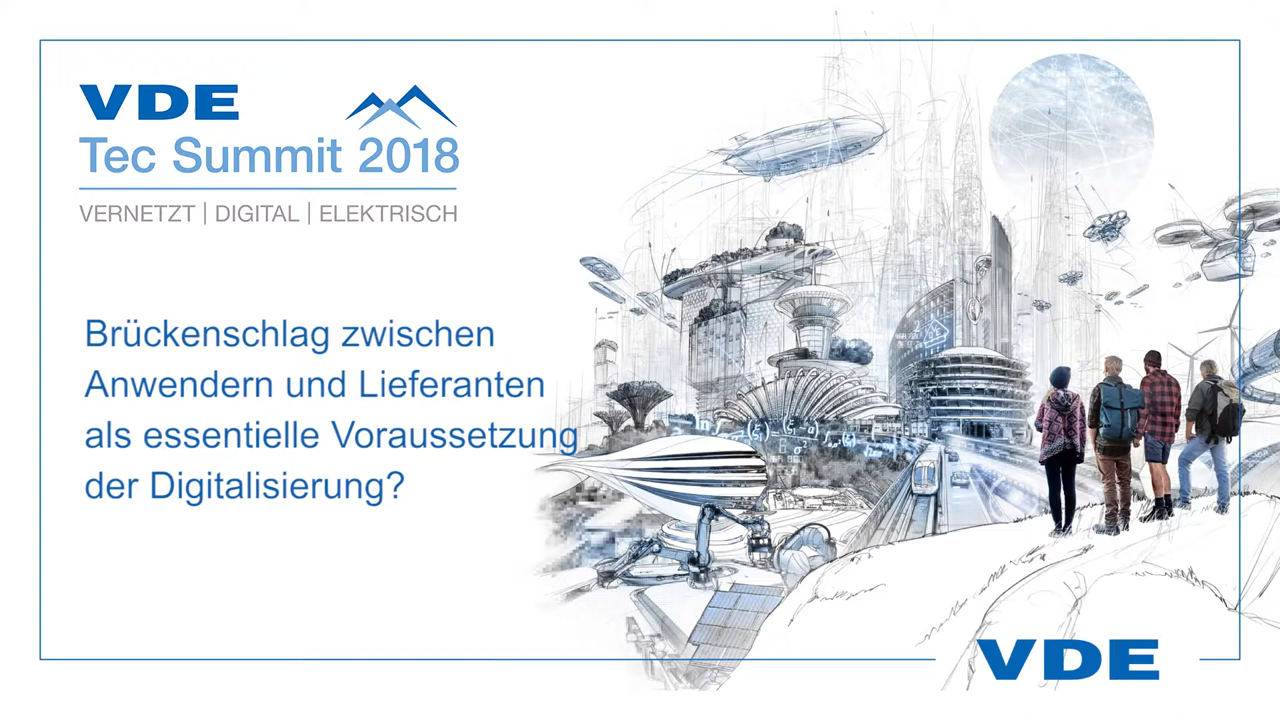 VDE
Tec Summit 2018
VERNETZT | DIGITAL | ELEKTRISCH
Brückenschlag zwischen
Anwendern und Lieferanten
als essentielle Voraussetzung
der Digitalisierung?
VDE